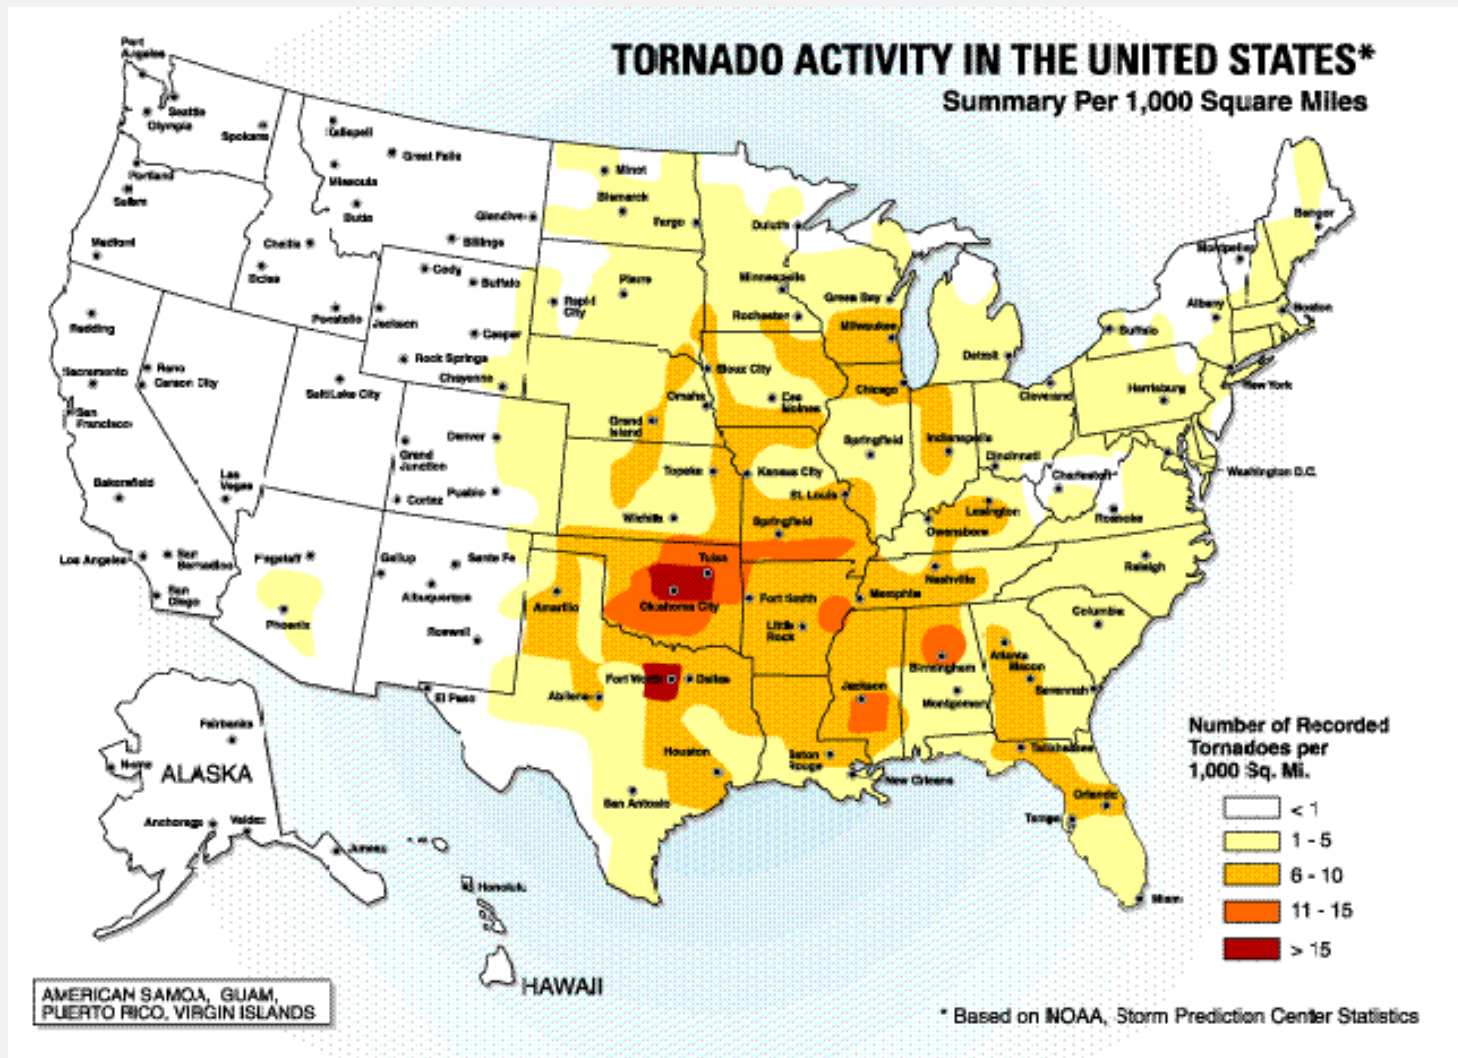 TORNADO ACTIVITY IN THE UNITED STATES*
Summary Per 1,000 Square Miles
Port
Angeles
Seattle
Olympia
Spokane
Kalispell
Great Falls
Missoula
Butte
Glendive
Billings
Portland
Salem
Medford
Challis
Boise
Pocatello
Jackson
Cody
Buffalo
Casper
Rock Springs
Cheyenne
Minot
Bismarck
Fargo
Pierre
Rapid
City
Duluth
Minneapolis
Rochester
Green Bay
Milwaukee
Chicago
Detroit
Cleveland
Buffalo
Albany
Montpelier
Bangor
Boston
New York
Harrisburg
Washington D.C.
Redding
Sacramento
San
Francisco
Reno
Carson City
Salt Lake City
Las
Vegas
Bakersfield
Los Angeles
San
Bernadino
San
Diego
Denver
Grand
Junction
Pueblo
Cortez
Sioux City
Omaha
Des
Moines
Grand
Island
Topeka
Kansas City
Wichita
St. Louis
Springfield
Springfield
Indianapolis
Cincinnati
Charleston
Roanoke
Lexington
Owensboro
Nashville
Memphis
Raleigh
Columbia
Flagstaff
Phoenix
Gallup
Santa Fe
Albuquerque
Roswell
El Paso
Amarillo
Tulsa
Oklahoma City
Fort Smith
Little
Rock
Abilene
Fort Worth
Dallas
Houston
San Antonio
Jackson
Baton
Rouge
New Orleans
Birmingham
Montgomery
Atlanta
Macon
Savannah
Tallahassee
Orlando
Tampa
Miami
Fairbanks
Nome
ALASKA
Anchorage
Valdez
Juneau
Honolulu
HAWAII
Number of Recorded
Tornadoes per
1,000 Sq. Mi.
< 1
1 - 5
6 - 10
11 - 15
> 15
AMERICAN SAMOA, GUAM,
PUERTO RICO, VIRGIN ISLANDS
* Based on NOAA, Storm Prediction Center Statistics